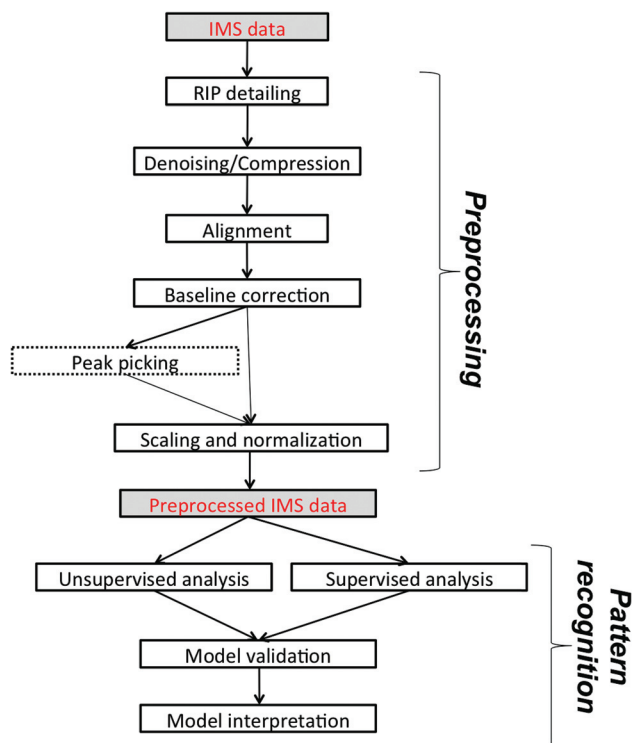 IMS data
RIP detailing
Denoising/Compression
Alignment
Baseline correction
Peak picking
Scaling and normalization
Preprocessing
Preprocessed IMS data
Unsupervised analysis
Supervised analysis
Model validation
Model interpretation
Pattern
recognition